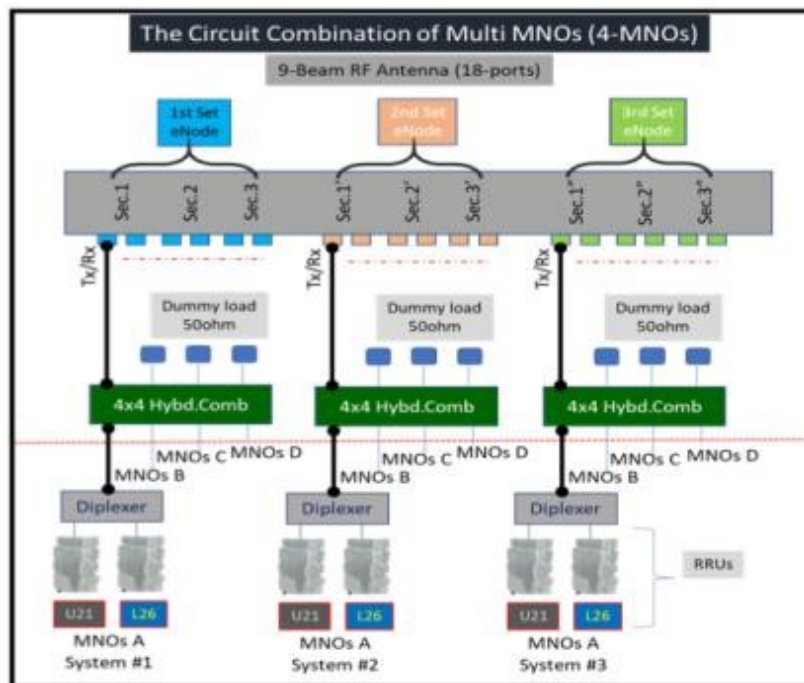 The Circuit Combination of Multi MNOs (4-MNOs)
9-Beam RF Antenna (18-ports)
1st Set
eNode
2nd Set
eNode
3rd Set
eNode
Sec.1
Sec.2
Sec.3
Sec.1'
Sec.2'
Sec.3'
Sec.1"
Sec.2"
Sec.3"
Tx/Rx
Tx/Rx
Tx/Rx
Dummy load
50ohm
Dummy load
50ohm
Dummy load
50ohm
4x4 Hybd.Comb
4x4 Hybd.Comb
4x4 Hybd.Comb
MNOs B
MNOs C
MNOs D
MNOs B
MNOs C
MNOs D
MNOs B
MNOs C
MNOs D
Diplexer
Diplexer
Diplexer
RRUs
U21
L26
U21
L26
U21
L26
MNOs A
System #1
MNOs A
System #2
MNOs A
System #3